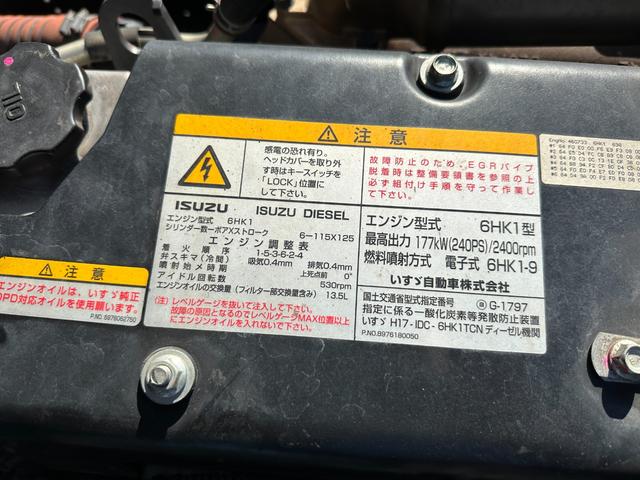 OIL
⚠ 注意
感電の恐れ有り。
ヘッドカバーを取り外
す時はキースイッチを
「LOCK」位置に
して下さい。
故障防止のため、EGRパイプ
脱着時は整備要領書を参照の上
必ず組付け手順を守って作業し
て下さい。
ISUZU ISUZU DIESEL
エンジン型式 6HK1
シリンダ数ーボアXストローク 6-115X125
エンジン調整表
着火順序 1-5-3-6-2-4
弁スキマ(冷間) 吸気0.4mm 排気0.4mm
噴射始メ時期 上死点前 0°
アイドル回転数 530rpm
エンジンオイルの交換量(フィルター部交換量含み) 13.5L
(注)レベルゲージを抜いて注入して下さい。
故障の原因となるのでレベルゲージMAX位置以上
にエンジンオイルを入れないで下さい。
エンジン型式 6HK1型
最高出力 177kW(240PS)/2400rpm
燃料噴射方式 電子式 6HK1-9
いすゞ自動車株式会社
国土交通省型式指定番号 自 G-1797
指定に係る一酸化炭素等発散防止装置
いすゞ H17-IDC-6HK1TCN ディーゼル機関
P.NO.8976180050
⚠ 注意
エンジンオイルは、いすゞ純正
DPD対応オイルを使用願います。
P.NO. 8976062750
EngNo. 460733 6HK1